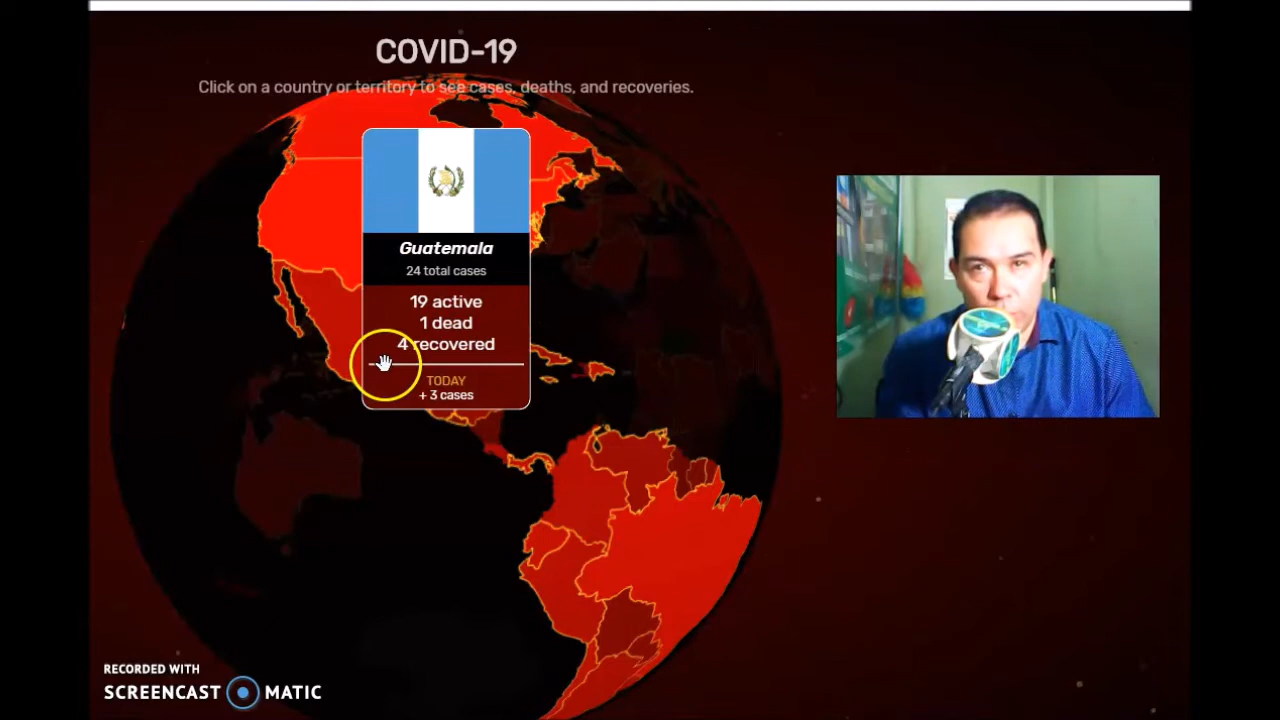 COVID-19
Click on a country or territory to see cases, deaths, and recoveries.
Guatemala
24 total cases
19 active
1 dead
4 recovered
TODAY
+ 3 cases
RECORDED WITH
SCREENCAST MATIC